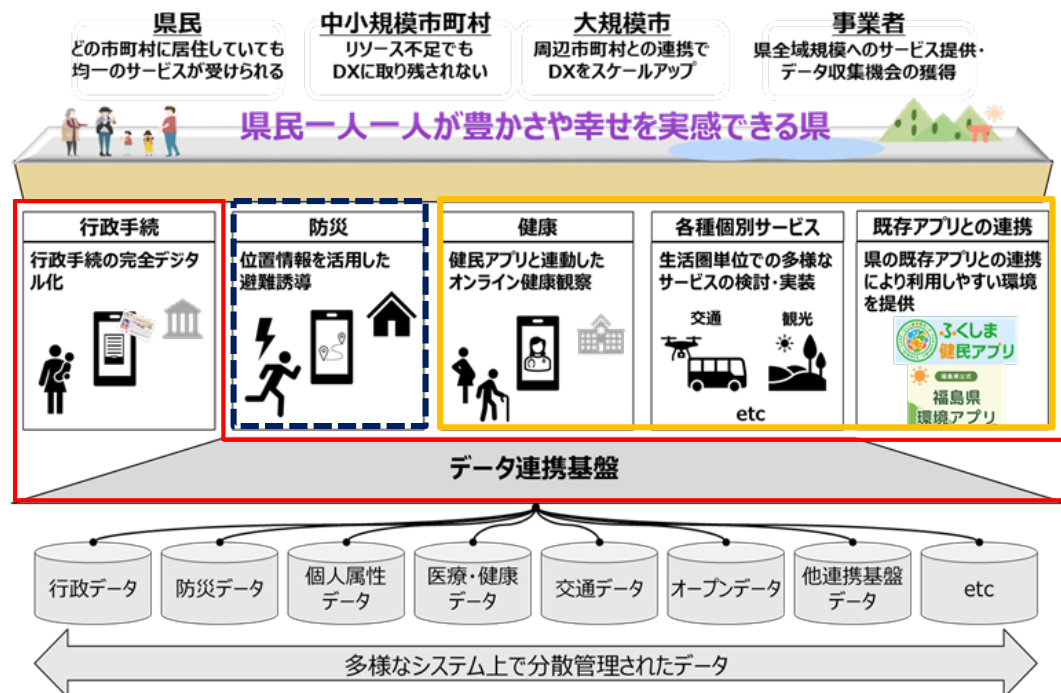 県民
どの市町村に居住していても
均一のサービスが受けられる
中小規模市町村
リソース不足でも
DXに取り残されない
大規模市
周辺市町村との連携で
DXをスケールアップ
事業者
県全域規模へのサービス提供・
データ収集機会の獲得
県民一人一人が豊かさや幸せを実感できる県
行政手続
行政手続の完全デジタ
ル化
防災
位置情報を活用した
避難誘導
健康
健民アプリと連動した
オンライン健康観察
各種個別サービス
生活圏単位での多様な
サービスの検討・実装
交通
観光
etc
既存アプリとの連携
県の既存アプリとの連携
により利用しやすい環境
を提供
ふくしま
健民アプリ
福島県公式
福島県
環境アプリ
データ連携基盤
行政データ
防災データ
個人属性
データ
医療・健康
データ
交通データ
オープンデータ
他連携基盤
データ
etc
多様なシステム上で分散管理されたデータ